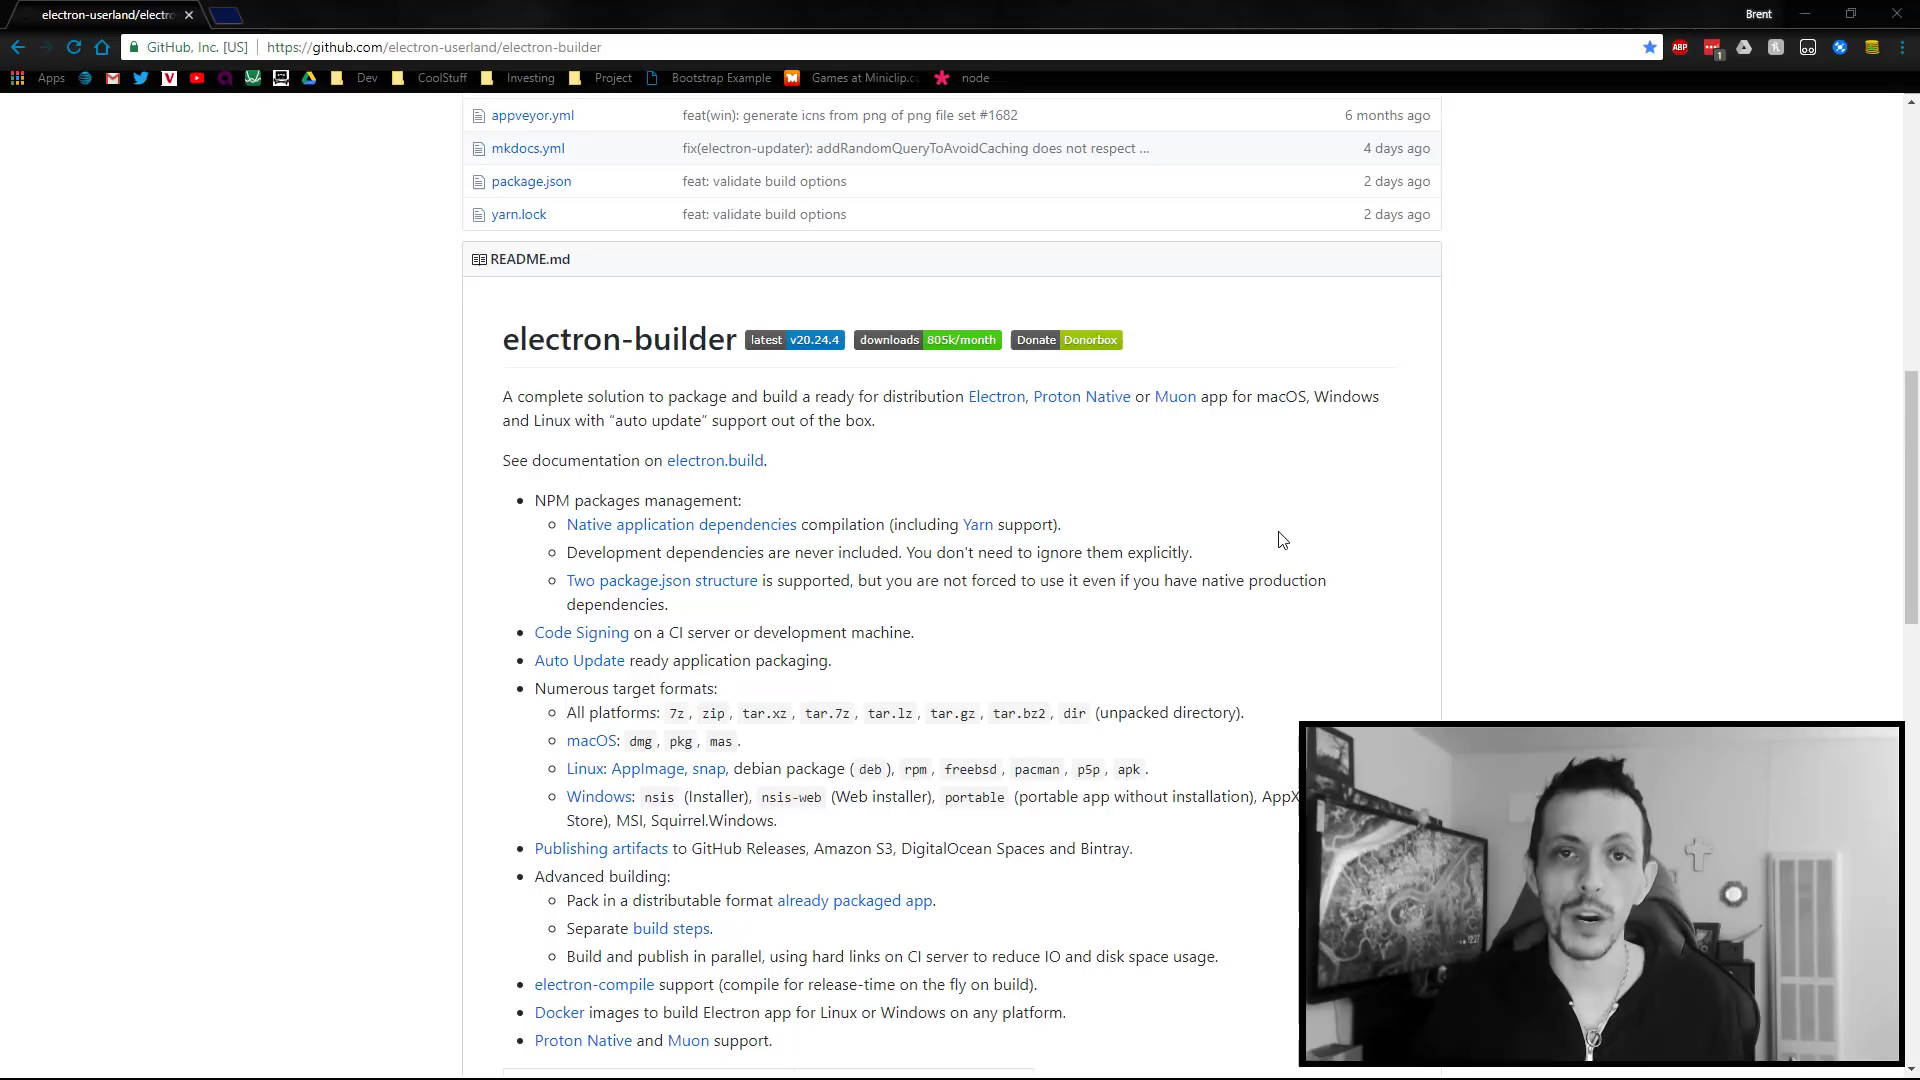 electron-userland/electro
Brent
GitHub, Inc. [US] | https://github.com/electron-userland/electron-builder
ABP
1
Apps Dev CoolStuff Investing Project Bootstrap Example Games at Miniclip.c node
appveyor.yml feat(win): generate icns from png of png file set #1682 6 months ago
mkdocs.yml fix(electron-updater): addRandomQueryToAvoidCaching does not respect ... 4 days ago
package.json feat: validate build options 2 days ago
yarn.lock feat: validate build options 2 days ago
README.md
electron-builder latest v20.24.4 downloads 805k/month Donate Donorbox
A complete solution to package and build a ready for distribution Electron, Proton Native or Muon app for macOS, Windows
and Linux with “auto update” support out of the box.
See documentation on electron.build.
• NPM packages management:
◦ Native application dependencies compilation (including Yarn support).
◦ Development dependencies are never included. You don't need to ignore them explicitly.
◦ Two package.json structure is supported, but you are not forced to use it even if you have native production
dependencies.
• Code Signing on a CI server or development machine.
• Auto Update ready application packaging.
• Numerous target formats:
◦ All platforms: 7z, zip, tar.xz, tar.7z, tar.lz, tar.gz, tar.bz2, dir (unpacked directory).
◦ macOS: dmg, pkg, mas.
◦ Linux: AppImage, snap, debian package (deb), rpm, freebsd, pacman, p5p, apk.
◦ Windows: nsis (Installer), nsis-web (Web installer), portable (portable app without installation), AppX
Store), MSI, Squirrel.Windows.
• Publishing artifacts to GitHub Releases, Amazon S3, DigitalOcean Spaces and Bintray.
• Advanced building:
◦ Pack in a distributable format already packaged app.
◦ Separate build steps.
◦ Build and publish in parallel, using hard links on CI server to reduce IO and disk space usage.
• electron-compile support (compile for release-time on the fly on build).
• Docker images to build Electron app for Linux or Windows on any platform.
• Proton Native and Muon support.